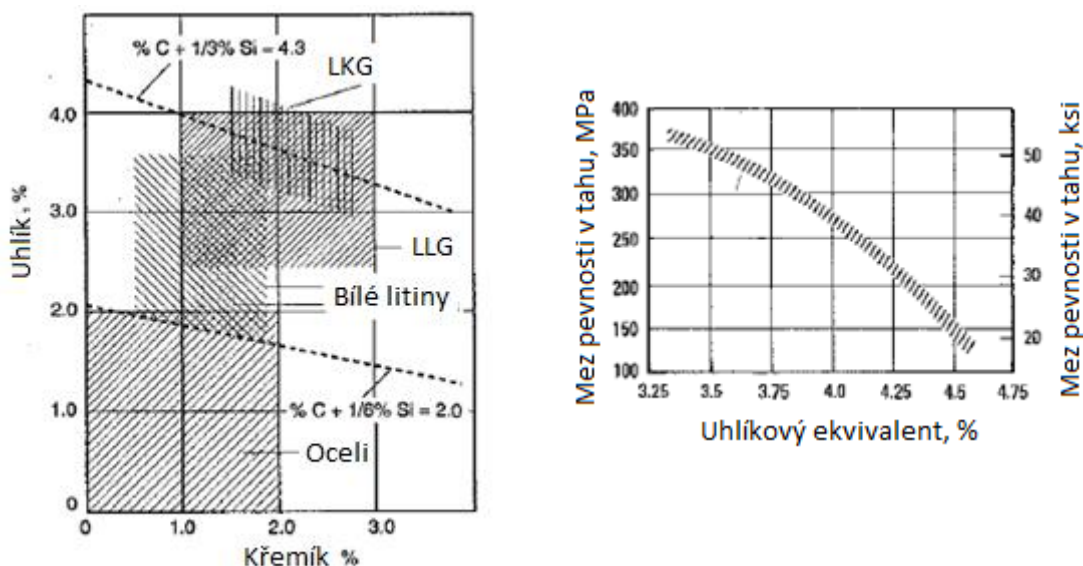 % C + 1/3% Si = 4.3
LKG
4.0
3.0
2.0
1.0
0
Uhlík, %
LLG
Bílé litiny
% C + 1/6% Si = 2.0
Oceli
0
1.0
2.0
3.0
Křemík %
Mez pevnosti v tahu, MPa
400
350
300
250
200
150
100
50
40
30
20
Mez pevnosti v tahu, ksi
3.25
3.5
3.75
4.0
4.25
4.5
4.75
Uhlíkový ekvivalent, %